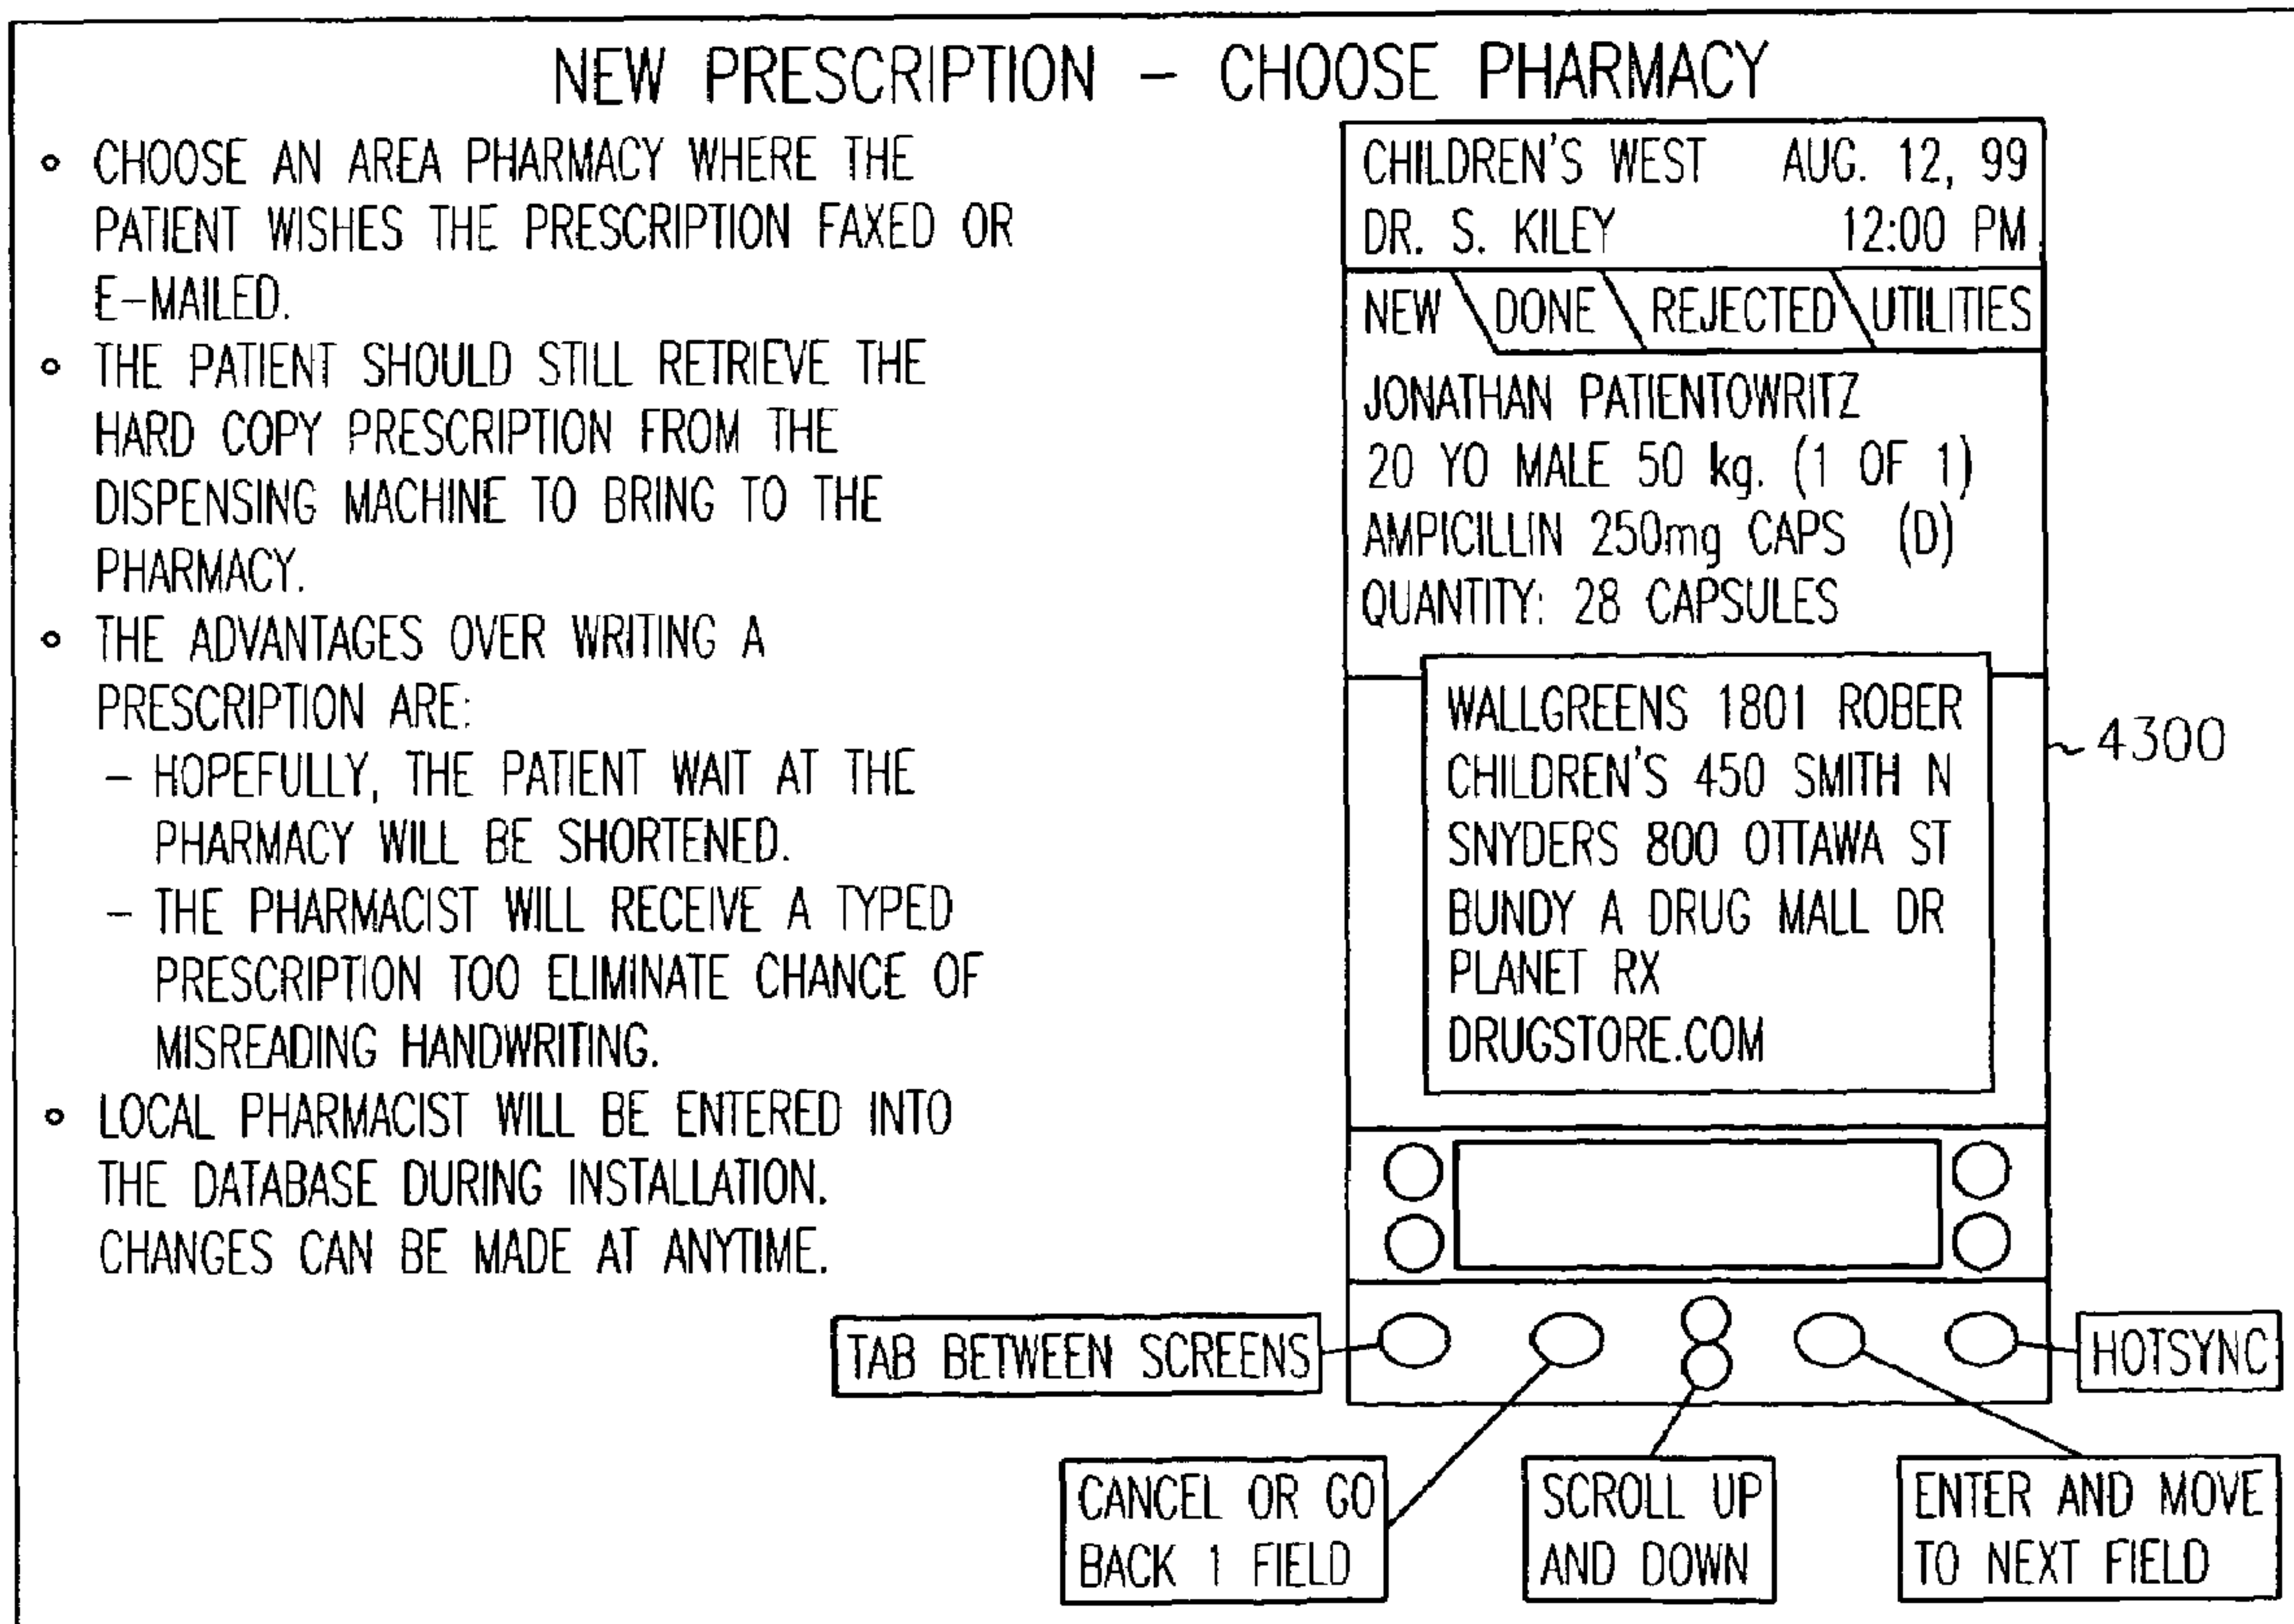 NEW PRESCRIPTION – CHOOSE PHARMACY
° CHOOSE AN AREA PHARMACY WHERE THE
PATIENT WISHES THE PRESCRIPTION FAXED OR
E–MAILED.
° THE PATIENT SHOULD STILL RETRIEVE THE
HARD COPY PRESCRIPTION FROM THE
DISPENSING MACHINE TO BRING TO THE
PHARMACY.
° THE ADVANTAGES OVER WRITING A
PRESCRIPTION ARE:
– HOPEFULLY, THE PATIENT WAIT AT THE
PHARMACY WILL BE SHORTENED.
– THE PHARMACIST WILL RECEIVE A TYPED
PRESCRIPTION TOO ELIMINATE CHANCE OF
MISREADING HANDWRITING.
° LOCAL PHARMACIST WILL BE ENTERED INTO
THE DATABASE DURING INSTALLATION.
CHANGES CAN BE MADE AT ANYTIME.
CHILDREN'S WEST AUG. 12, 99
DR. S. KILEY 12:00 PM
NEW DONE REJECTED UTILITIES
JONATHAN PATIENTOWRITZ
20 YO MALE 50 kg. (1 OF 1)
AMPICILLIN 250mg CAPS (D)
QUANTITY: 28 CAPSULES
WALLGREENS 1801 ROBER
CHILDREN'S 450 SMITH N
SNYDERS 800 OTTAWA ST
BUNDY A DRUG MALL DR
PLANET RX
DRUGSTORE.COM
4300
TAB BETWEEN SCREENS
HOTSYNC
CANCEL OR GO
BACK 1 FIELD
SCROLL UP
AND DOWN
ENTER AND MOVE
TO NEXT FIELD